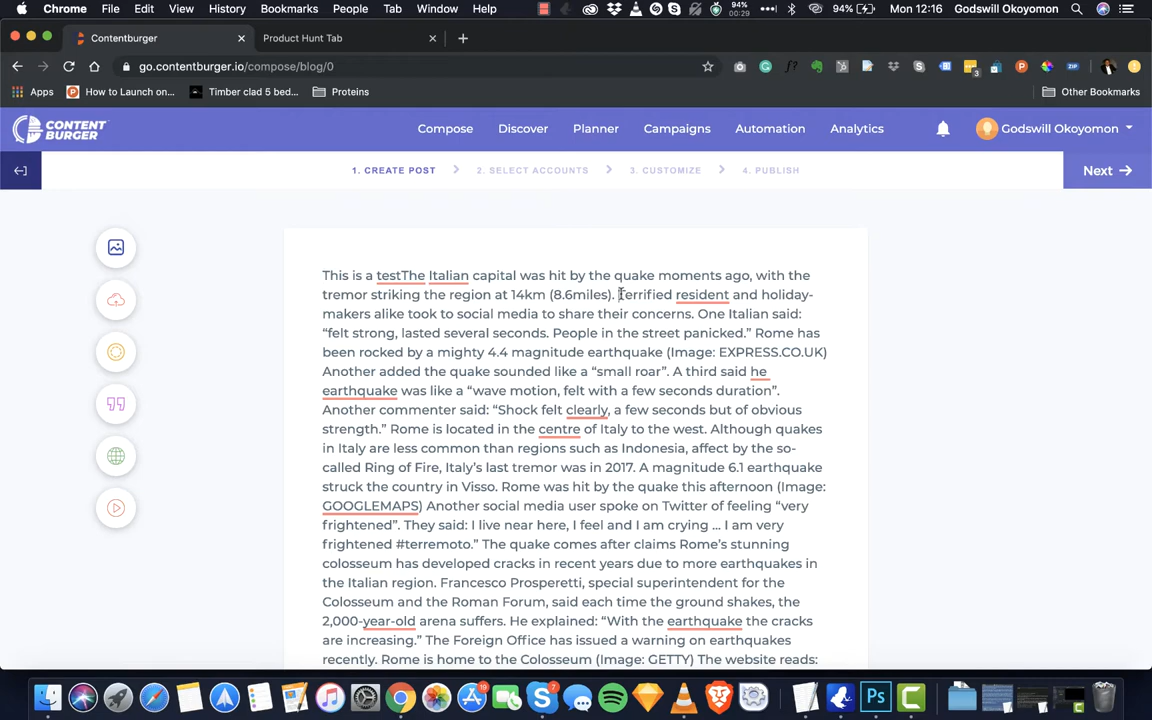 Chrome File Edit View History Bookmarks People Tab Window Help 94% 00:29 94% Mon 12:16 Godswill Okoyomon
Contentburger Product Hunt Tab
go.contentburger.io/compose/blog/0
Apps How to Launch on... Timber clad 5 bed... Proteins Other Bookmarks
CONTENT BURGER Compose Discover Planner Campaigns Automation Analytics Godswill Okoyomon
1. CREATE POST 2. SELECT ACCOUNTS 3. CUSTOMIZE 4. PUBLISH Next
This is a testThe Italian capital was hit by the quake moments ago, with the
tremor striking the region at 14km (8.6miles). Terrified resident and holiday-
makers alike took to social media to share their concerns. One Italian said:
“felt strong, lasted several seconds. People in the street panicked.” Rome has
been rocked by a mighty 4.4 magnitude earthquake (Image: EXPRESS.CO.UK)
Another added the quake sounded like a “small roar”. A third said he
earthquake was like a “wave motion, felt with a few seconds duration”.
Another commenter said: “Shock felt clearly, a few seconds but of obvious
strength.” Rome is located in the centre of Italy to the west. Although quakes
in Italy are less common than regions such as Indonesia, affect by the so-
called Ring of Fire, Italy’s last tremor was in 2017. A magnitude 6.1 earthquake
struck the country in Visso. Rome was hit by the quake this afternoon (Image:
GOOGLEMAPS) Another social media user spoke on Twitter of feeling “very
frightened”. They said: I live near here, I feel and I am crying ... I am very
frightened #terremoto.” The quake comes after claims Rome’s stunning
colosseum has developed cracks in recent years due to more earthquakes in
the Italian region. Francesco Prosperetti, special superintendent for the
Colosseum and the Roman Forum, said each time the ground shakes, the
2,000-year-old arena suffers. He explained: “With the earthquake the cracks
are increasing.” The Foreign Office has issued a warning on earthquakes
recently. Rome is home to the Colosseum (Image: GETTY) The website reads: